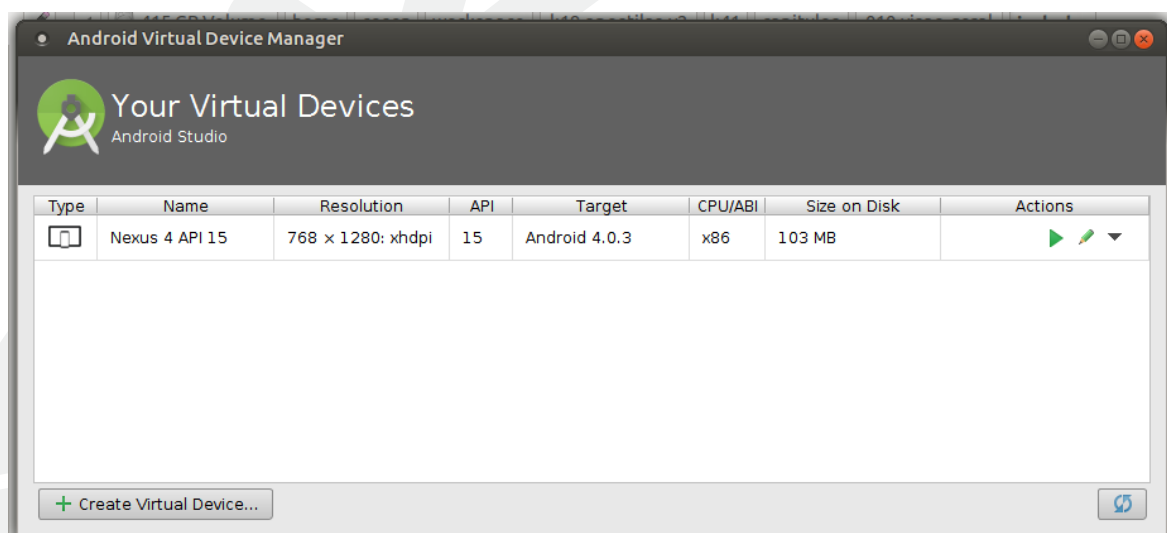 Android Virtual Device Manager
Your Virtual Devices
Android Studio
Type Name Resolution API Target CPU/ABI Size on Disk Actions
Nexus 4 API 15 768 × 1280: xhdpi 15 Android 4.0.3 x86 103 MB
Create Virtual Device...